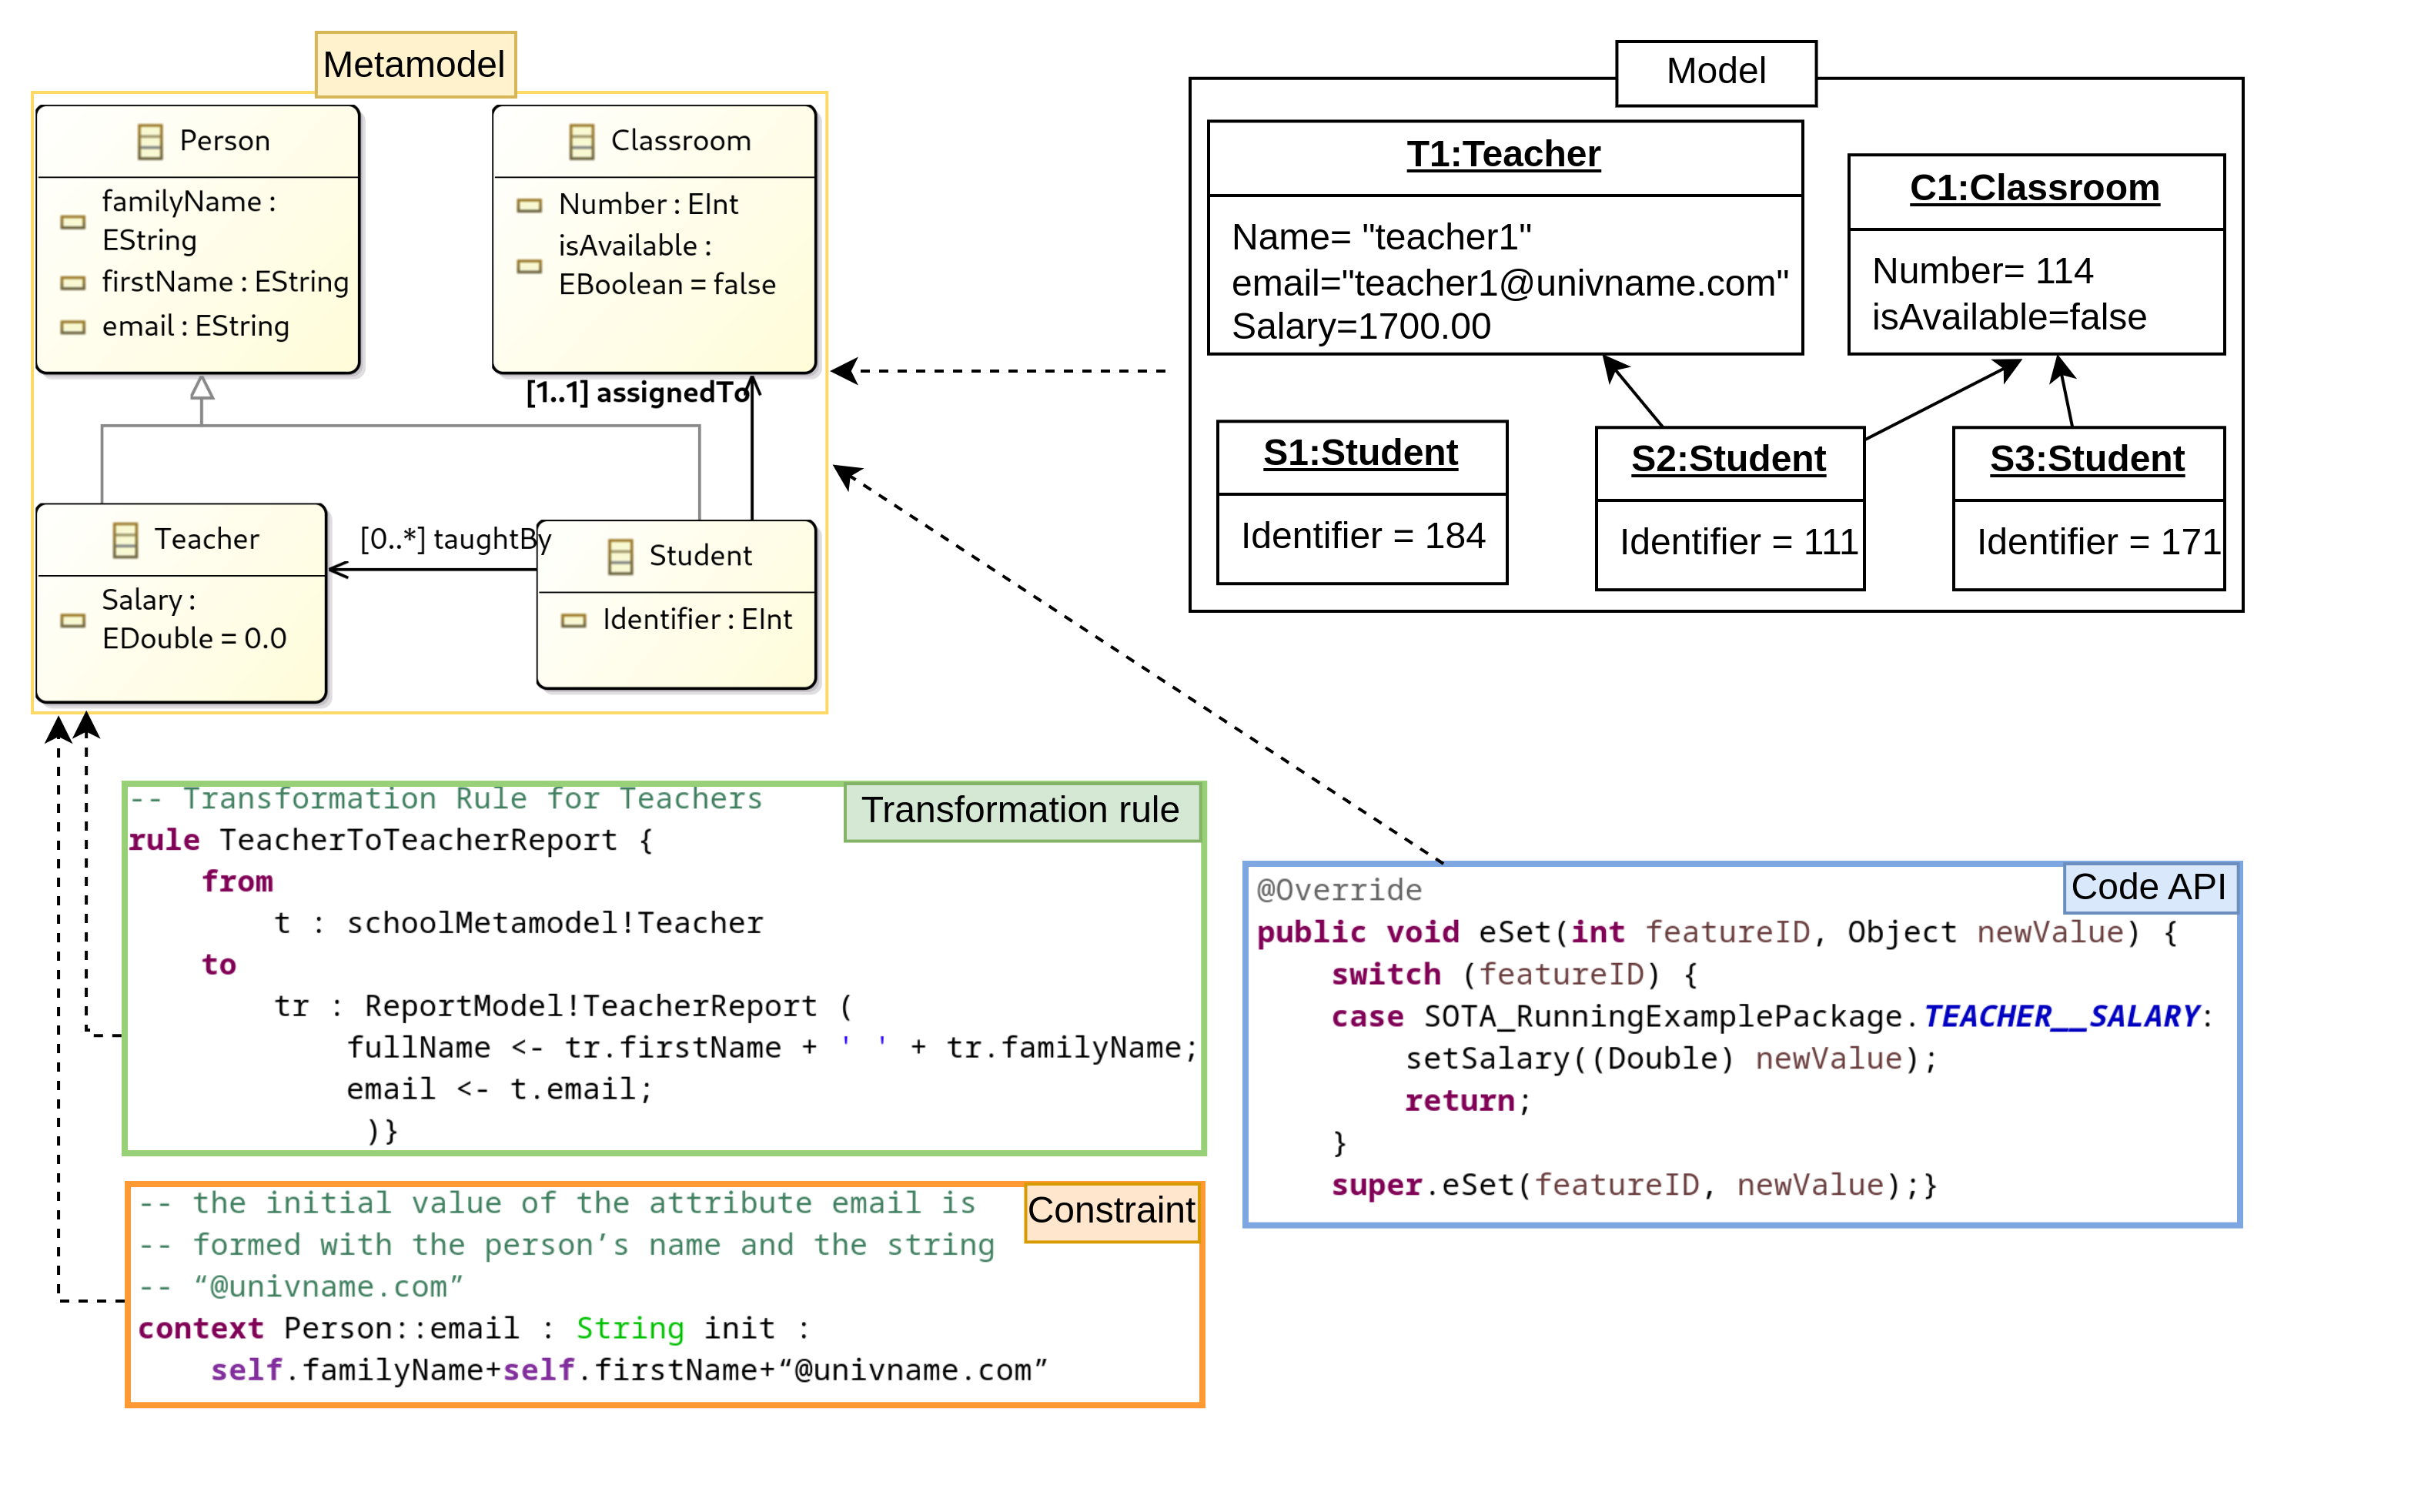 Metamodel
Person
familyName :
EString
firstName : EString
email : EString
Classroom
Number : EInt
isAvailable :
EBoolean = false
[1..1] assignedTo
Teacher
Salary :
EDouble = 0.0
[0..*] taughtBy
Student
Identifier : EInt
Model
T1:Teacher
Name= "teacher1"
email="teacher1@univname.com"
Salary=1700.00
C1:Classroom
Number= 114
isAvailable=false
S1:Student
Identifier = 184
S2:Student
Identifier = 111
S3:Student
Identifier = 171
Transformation rule
-- Transformation Rule for Teachers
rule TeacherToTeacherReport {
from
t : schoolMetamodel!Teacher
to
tr : ReportModel!TeacherReport (
fullName <- tr.firstName + ' ' + tr.familyName;
email <- t.email;
)}
Code API
@Override
public void eSet(int featureID, Object newValue) {
switch (featureID) {
case SOTA_RunningExamplePackage.TEACHER__SALARY:
setSalary((Double) newValue);
return;
}
super.eSet(featureID, newValue);}
Constraint
-- the initial value of the attribute email is
-- formed with the person’s name and the string
-- “@univname.com”
context Person::email : String init :
self.familyName+self.firstName+“@univname.com”